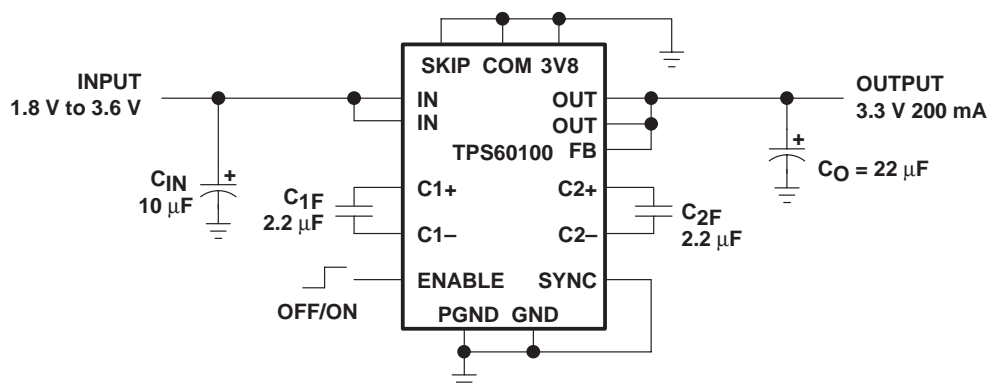 SKIP COM 3V8
INPUT
1.8 V to 3.6 V
IN
IN
OUT
OUT
TPS60100 FB
OUTPUT
3.3 V 200 mA
CIN
10 μF
+
C1F
2.2 μF
C1+
C1–
C2+
C2–
C2F
2.2 μF
+
CO = 22 μF
OFF/ON
ENABLE SYNC
PGND GND